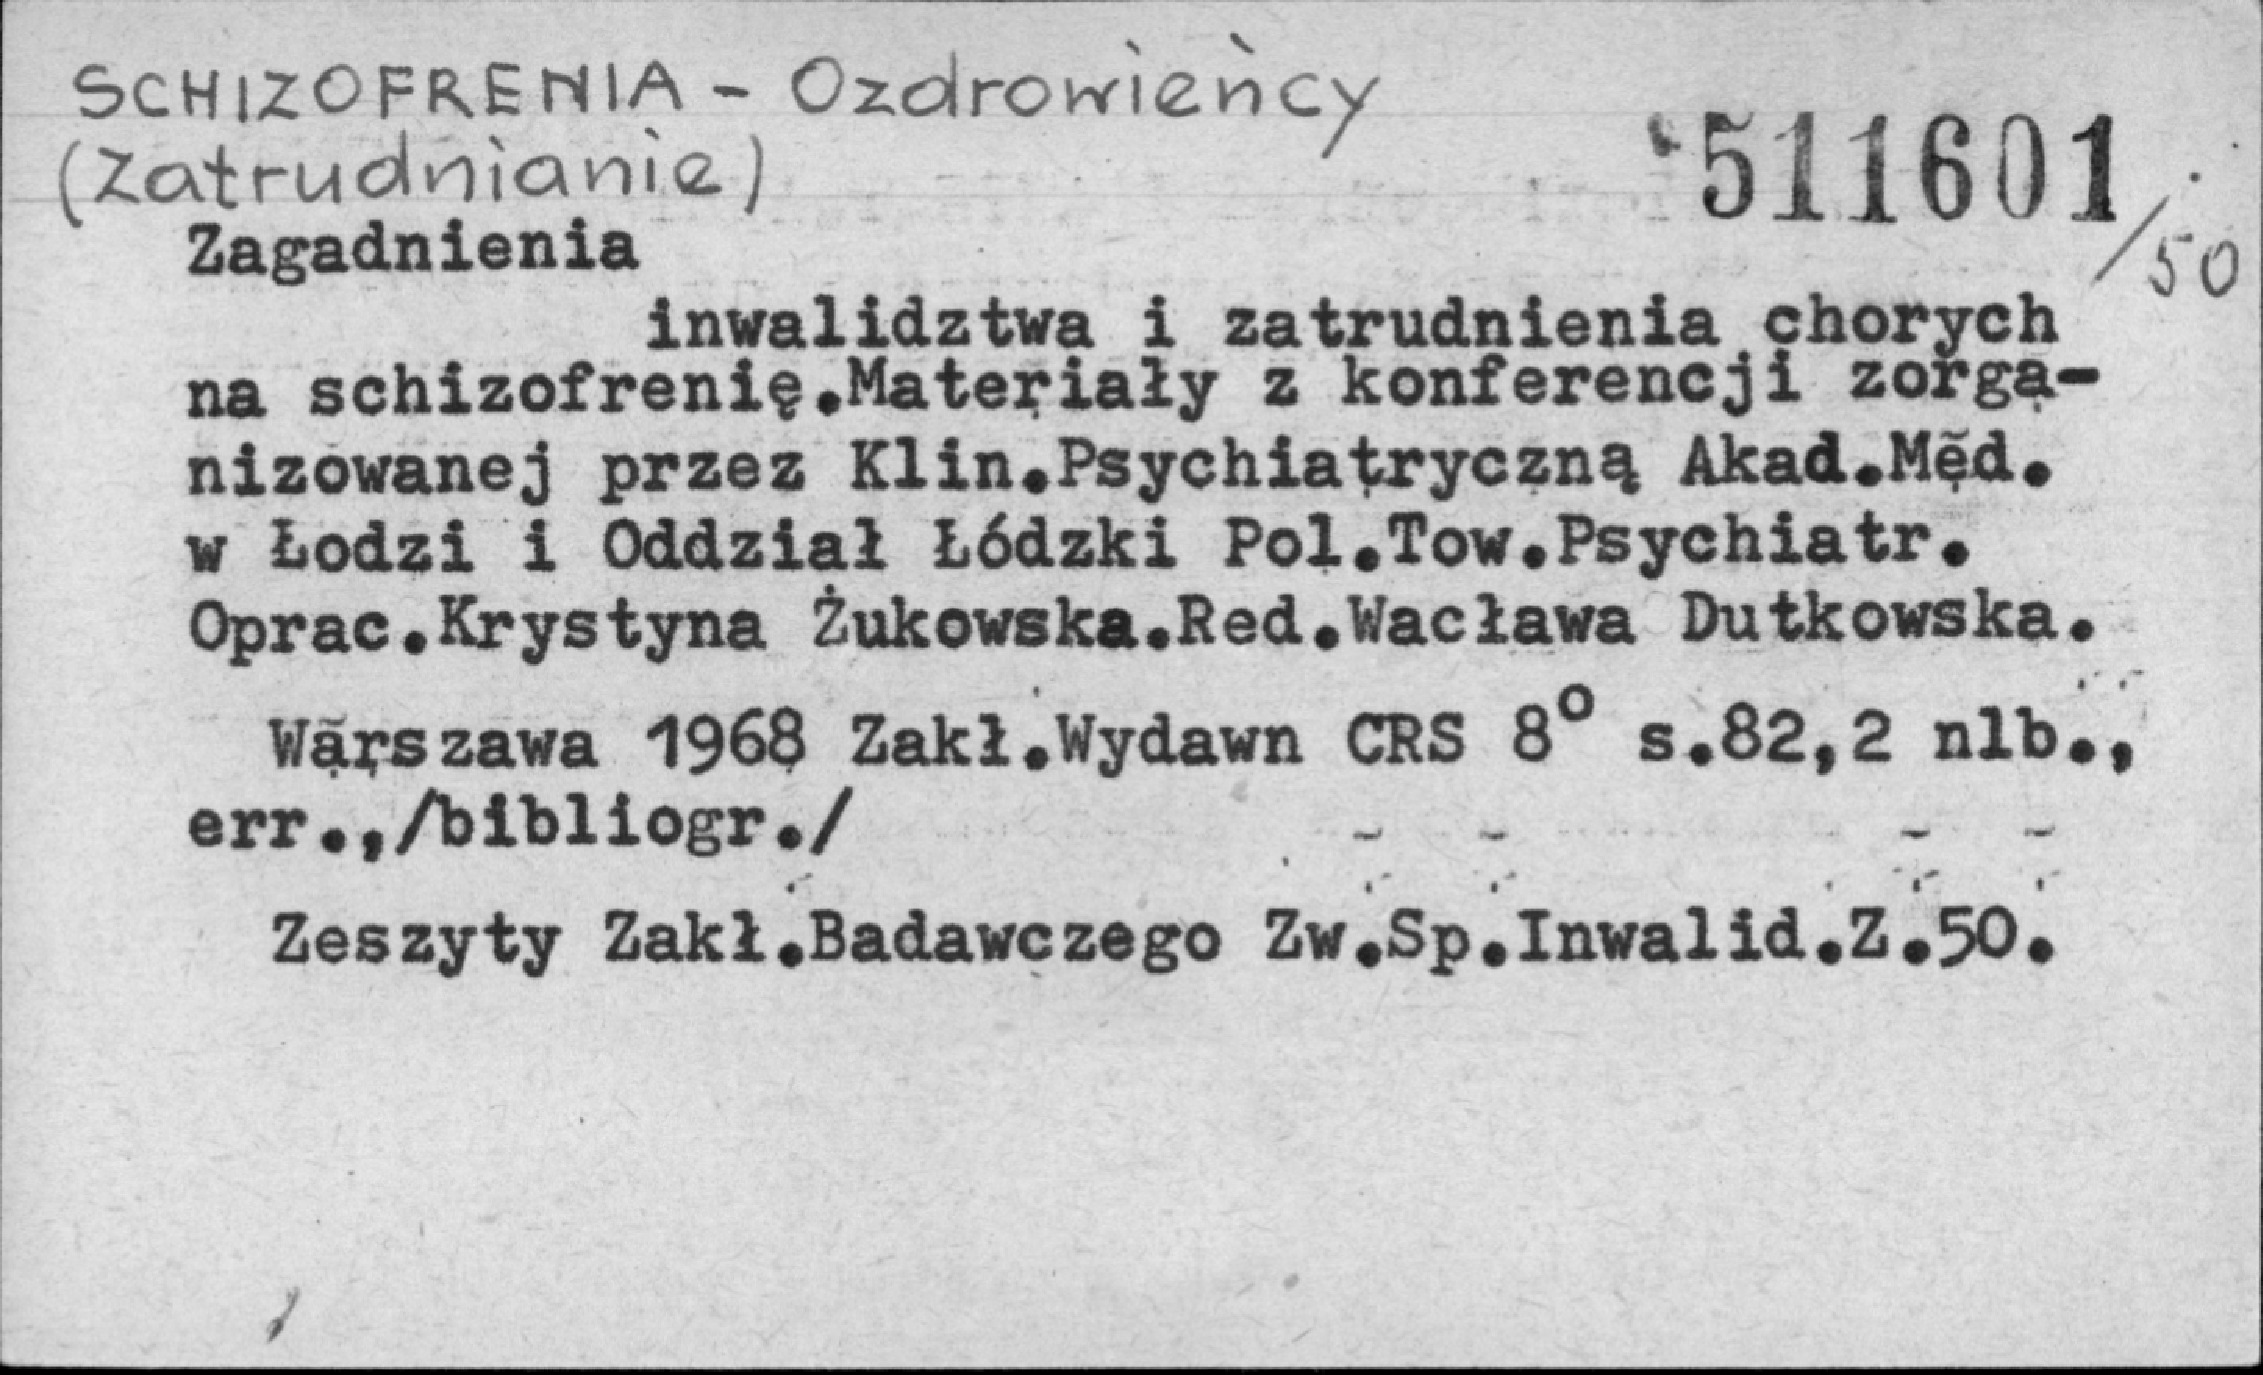 SCHIZOFRENIA - Ozdrowieńcy
(Zatrudnianie)
511601
/50
Zagadnienia
inwalidztwa i zatrudnienia chorych
na schizofrenię.Materiały z konferencji zorga-
nizowanej przez Klin.Psychiatryczną Akad.Med.
w Łodzi i Oddział Łódzki Pol.Tow.Psychiatr.
Oprac.Krystyna Żukowska.Red.Wacława Dutkowska.
Warszawa 1968 Zakł.Wydawn CRS 8° s.82,2 nlb.,
err.,/bibliogr./
Zeszyty Zakł.Badawczego Zw.Sp.Inwalid.Z.50.